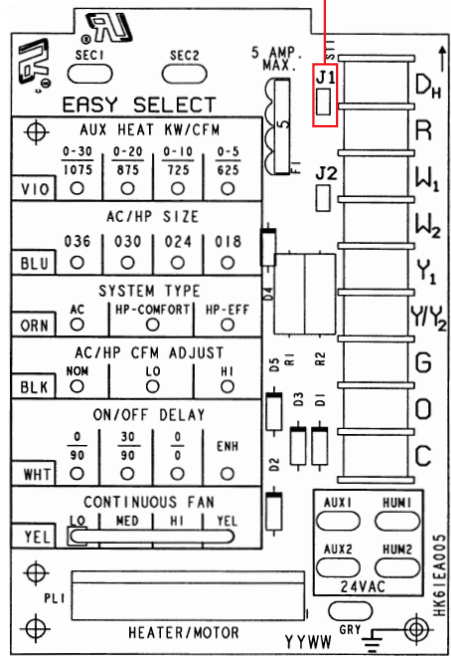 SEC1 SEC2
5 AMP.
MAX.
ST1
J1
EASY SELECT
5
F1
DH
AUX HEAT KW/CFM
0-30 0-20 0-10 0-5
1075 875 725 625
VIO
R
J2
W1
AC/HP SIZE
036 030 024 018
BLU
W2
D4
Y1
SYSTEM TYPE
AC HP-COMFORT HP-EFF
ORN
Y/Y2
AC/HP CFM ADJUST
NOM LO HI
BLK
D5 R1 R2
G
ON/OFF DELAY
0 30 0 ENH
90 90 0
WHT
D3 D1
O
D2
C
CONTINUOUS FAN
LO MED HI YEL
YEL
AUX1 HUM1
AUX2 HUM2
24VAC
HK61EA005
PL1
HEATER/MOTOR
YYWW
GRY